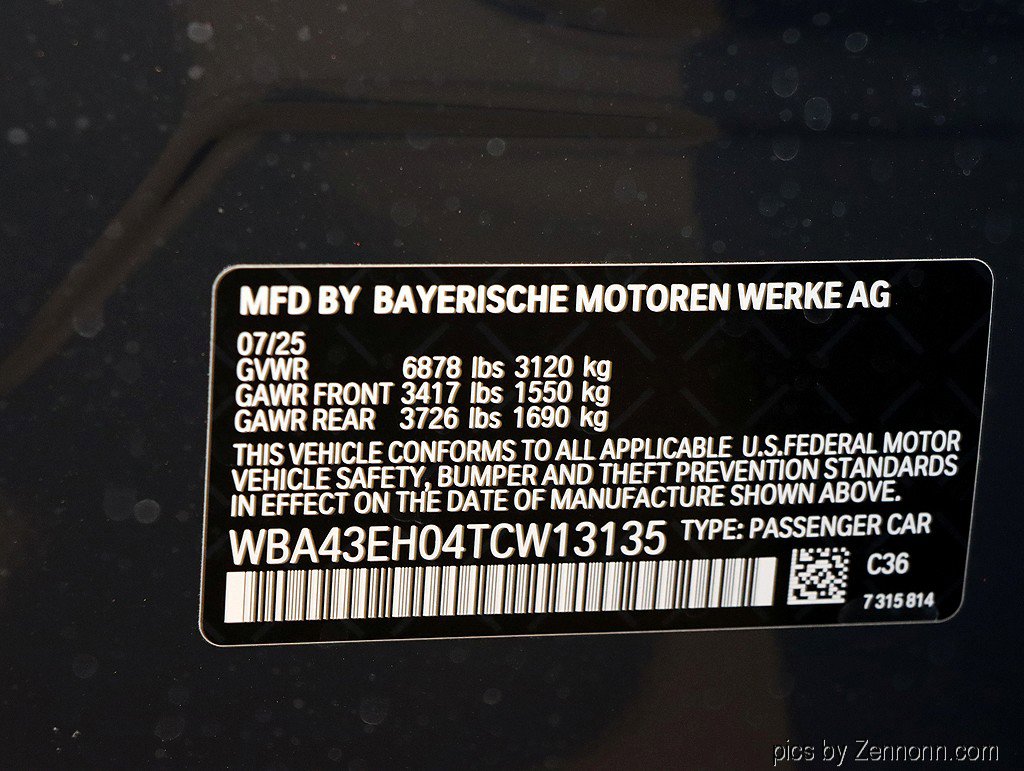 MFD BY BAYERISCHE MOTOREN WERKE AG
07/25
GVWR 6878 lbs 3120 kg
GAWR FRONT 3417 lbs 1550 kg
GAWR REAR 3726 lbs 1690 kg
THIS VEHICLE CONFORMS TO ALL APPLICABLE U.S.FEDERAL MOTOR
VEHICLE SAFETY, BUMPER AND THEFT PREVENTION STANDARDS
IN EFFECT ON THE DATE OF MANUFACTURE SHOWN ABOVE.
WBA43EH04TCW13135 TYPE: PASSENGER CAR
C36
7 315 814
pics by Zennonn.com